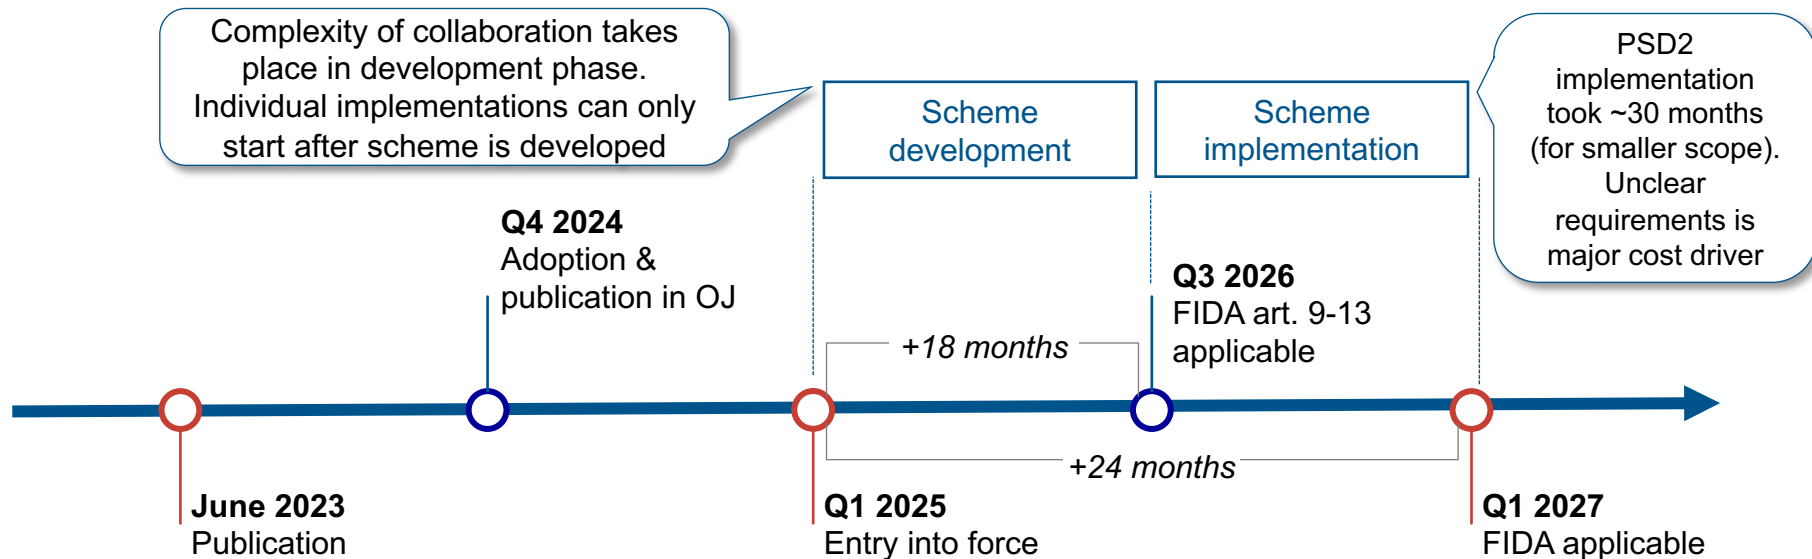 Complexity of collaboration takes
place in development phase.
Individual implementations can only
start after scheme is developed
Scheme
development
Scheme
implementation
PSD2
implementation
took ~30 months
(for smaller scope).
Unclear
requirements is
major cost driver
Q4 2024
Adoption &
publication in OJ
Q3 2026
FIDA art. 9-13
applicable
+18 months
+24 months
June 2023
Publication
Q1 2025
Entry into force
Q1 2027
FIDA applicable